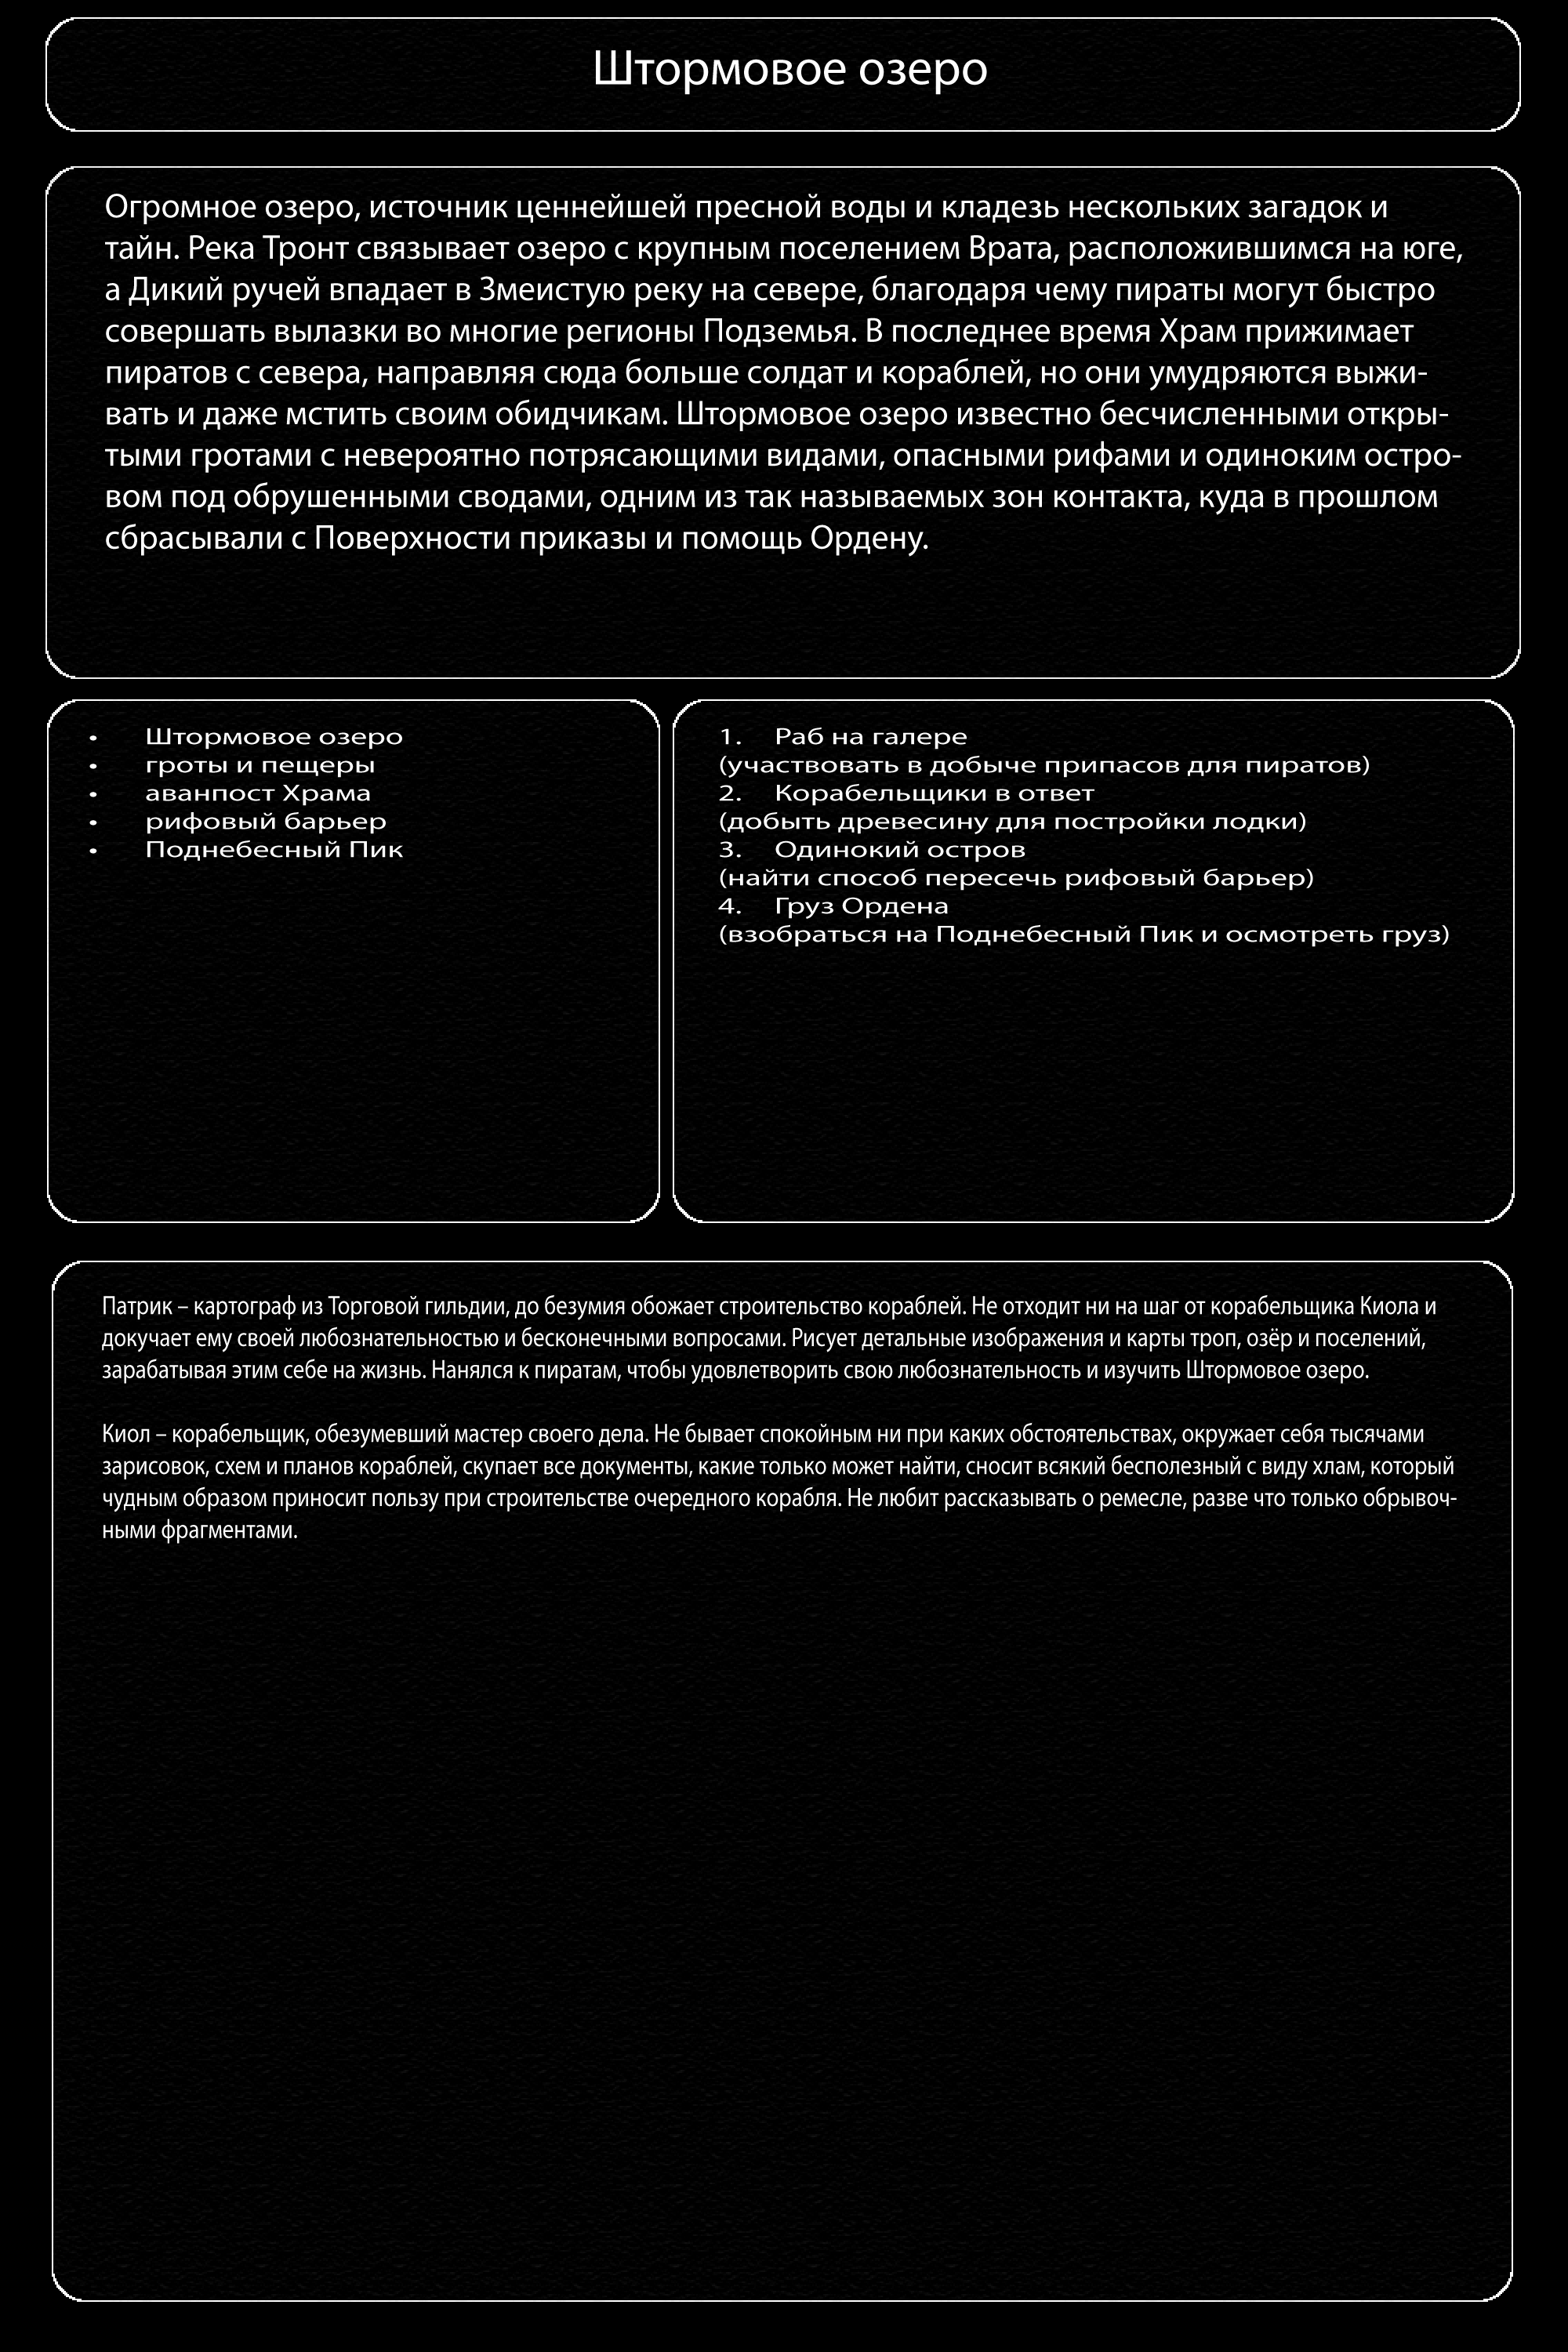 Штормовое озеро
Огромное озеро, источник ценнейшей пресной воды и кладезь нескольких загадок и
тайн. Река Тронт связывает озеро с крупным поселением Врата, расположившимся на юге,
а Дикий ручей впадает в Змеистую реку на севере, благодаря чему пираты могут быстро
совершать вылазки во многие регионы Подземья. В последнее время Храм прижимает
пиратов с севера, направляя сюда больше солдат и кораблей, но они умудряются выжи-
вать и даже мстить своим обидчикам. Штормовое озеро известно бесчисленными откры-
тыми гротами с невероятно потрясающими видами, опасными рифами и одиноким остро-
вом под обрушенными сводами, одним из так называемых зон контакта, куда в прошлом
сбрасывали с Поверхности приказы и помощь Ордену.
• Штормовое озеро
• гроты и пещеры
• аванпост Храма
• рифовый барьер
• Поднебесный Пик
1. Раб на галере
(участвовать в добыче припасов для пиратов)
2. Корабельщики в ответ
(добыть древесину для постройки лодки)
3. Одинокий остров
(найти способ пересечь рифовый барьер)
4. Груз Ордена
(взобраться на Поднебесный Пик и осмотреть груз)
Патрик – картограф из Торговой гильдии, до безумия обожает строительство кораблей. Не отходит ни на шаг от корабельщика Киола и
докучает ему своей любознательностью и бесконечными вопросами. Рисует детальные изображения и карты троп, озёр и поселений,
зарабатывая этим себе на жизнь. Нанялся к пиратам, чтобы удовлетворить свою любознательность и изучить Штормовое озеро.
Киол – корабельщик, обезумевший мастер своего дела. Не бывает спокойным ни при каких обстоятельствах, окружает себя тысячами
зарисовок, схем и планов кораблей, скупает все документы, какие только может найти, сносит всякий бесполезный с виду хлам, который
чудным образом приносит пользу при строительстве очередного корабля. Не любит рассказывать о ремесле, разве что только обрывоч-
ными фрагментами.